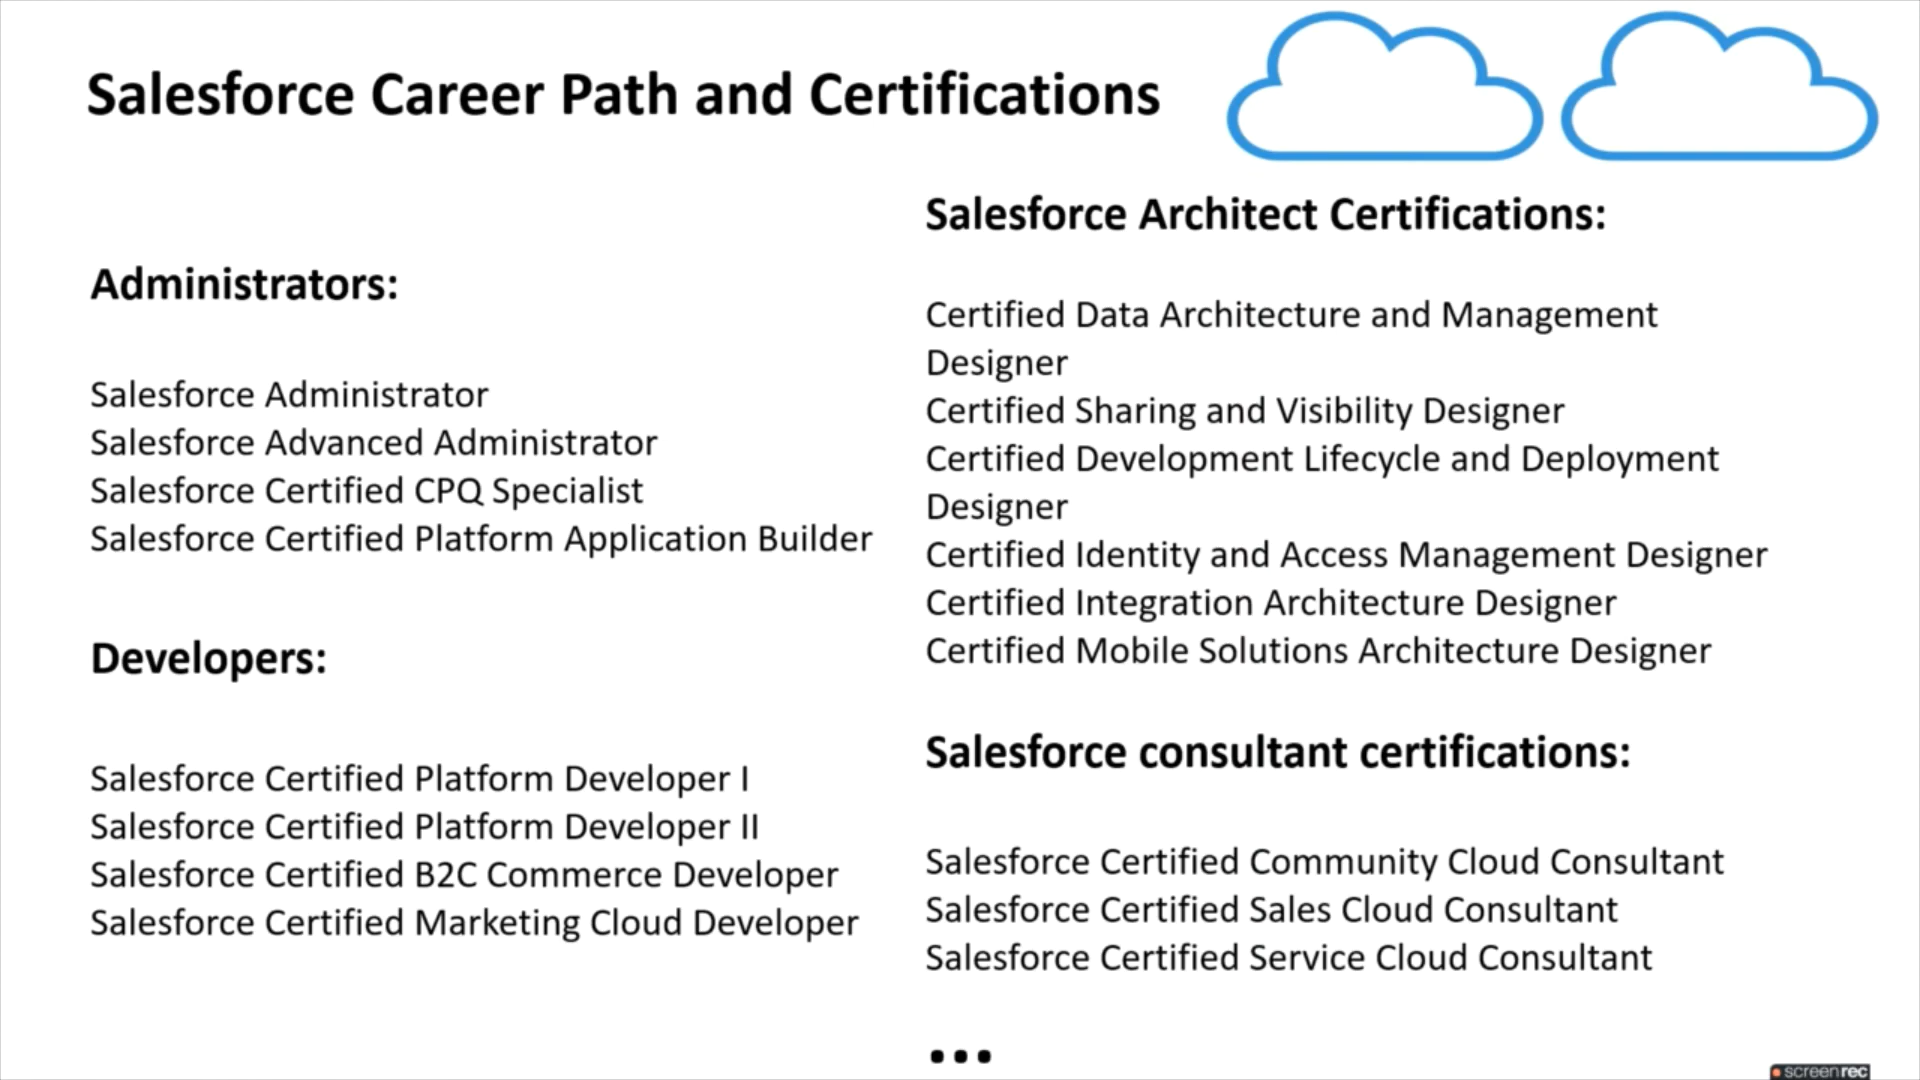 Salesforce Career Path and Certifications
Administrators:
Salesforce Administrator
Salesforce Advanced Administrator
Salesforce Certified CPQ Specialist
Salesforce Certified Platform Application Builder
Developers:
Salesforce Certified Platform Developer I
Salesforce Certified Platform Developer II
Salesforce Certified B2C Commerce Developer
Salesforce Certified Marketing Cloud Developer
Salesforce Architect Certifications:
Certified Data Architecture and Management
Designer
Certified Sharing and Visibility Designer
Certified Development Lifecycle and Deployment
Designer
Certified Identity and Access Management Designer
Certified Integration Architecture Designer
Certified Mobile Solutions Architecture Designer
Salesforce consultant certifications:
Salesforce Certified Community Cloud Consultant
Salesforce Certified Sales Cloud Consultant
Salesforce Certified Service Cloud Consultant
...
screenrec